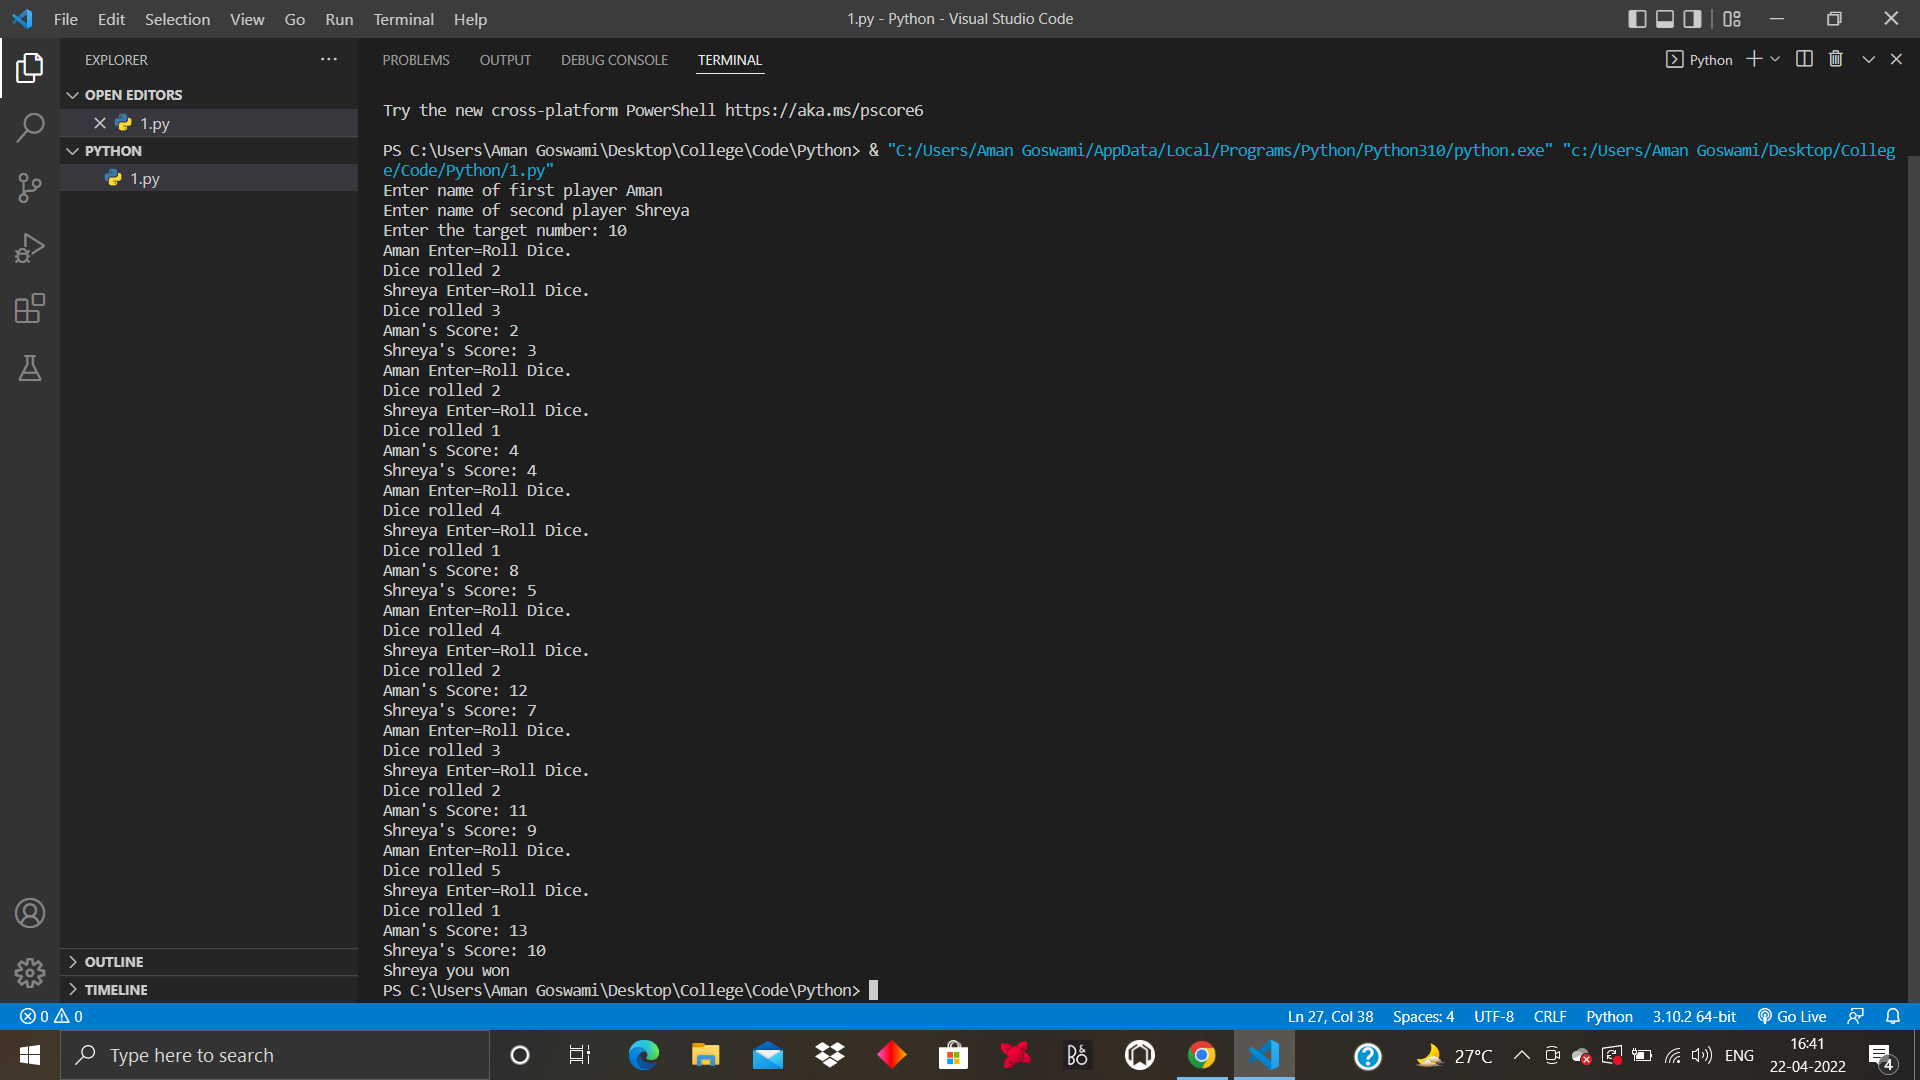 File Edit Selection View Go Run Terminal Help
1.py - Python - Visual Studio Code
EXPLORER
OPEN EDITORS
1.py
PYTHON
1.py
OUTLINE
TIMELINE
PROBLEMS OUTPUT DEBUG CONSOLE TERMINAL
Python
Try the new cross-platform PowerShell https://aka.ms/pscore6
PS C:\Users\Aman Goswami\Desktop\College\Code\Python> & "C:/Users/Aman Goswami/AppData/Local/Programs/Python/Python310/python.exe" "c:/Users/Aman Goswami/Desktop/Colleg
e/Code/Python/1.py"
Enter name of first player Aman
Enter name of second player Shreya
Enter the target number: 10
Aman Enter=Roll Dice.
Dice rolled 2
Shreya Enter=Roll Dice.
Dice rolled 3
Aman's Score: 2
Shreya's Score: 3
Aman Enter=Roll Dice.
Dice rolled 2
Shreya Enter=Roll Dice.
Dice rolled 1
Aman's Score: 4
Shreya's Score: 4
Aman Enter=Roll Dice.
Dice rolled 4
Shreya Enter=Roll Dice.
Dice rolled 1
Aman's Score: 8
Shreya's Score: 5
Aman Enter=Roll Dice.
Dice rolled 4
Shreya Enter=Roll Dice.
Dice rolled 2
Aman's Score: 12
Shreya's Score: 7
Aman Enter=Roll Dice.
Dice rolled 3
Shreya Enter=Roll Dice.
Dice rolled 2
Aman's Score: 11
Shreya's Score: 9
Aman Enter=Roll Dice.
Dice rolled 5
Shreya Enter=Roll Dice.
Dice rolled 1
Aman's Score: 13
Shreya's Score: 10
Shreya you won
PS C:\Users\Aman Goswami\Desktop\College\Code\Python>
0 0
Ln 27, Col 38 Spaces: 4 UTF-8 CRLF Python 3.10.2 64-bit Go Live
Type here to search
B&O
27°C
ENG
16:41
22-04-2022
4